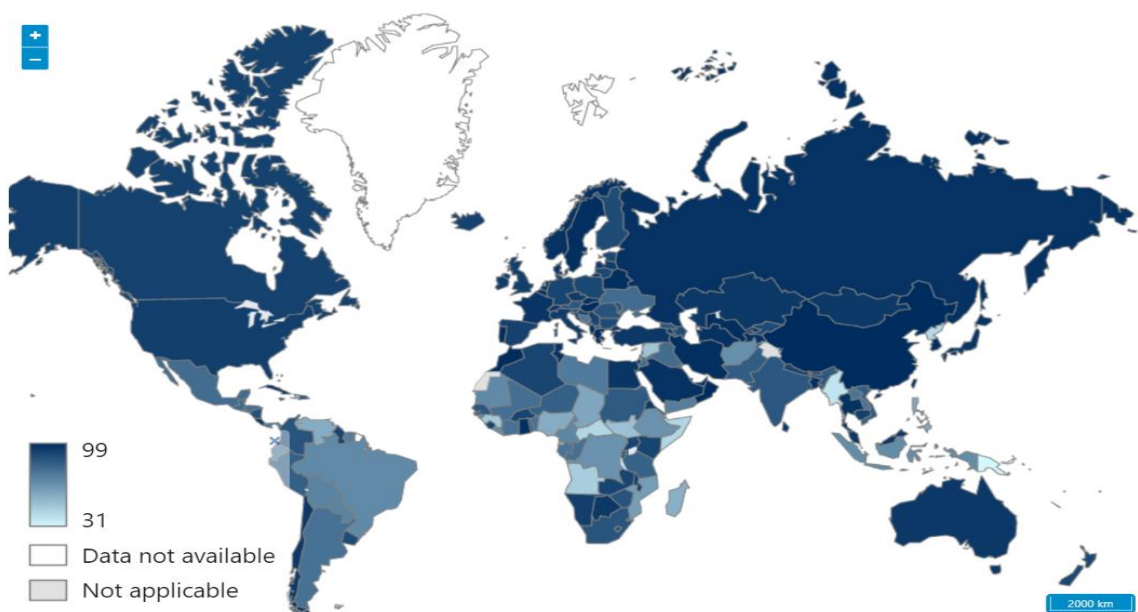 +
−
99
31
Data not available
Not applicable
2000 km